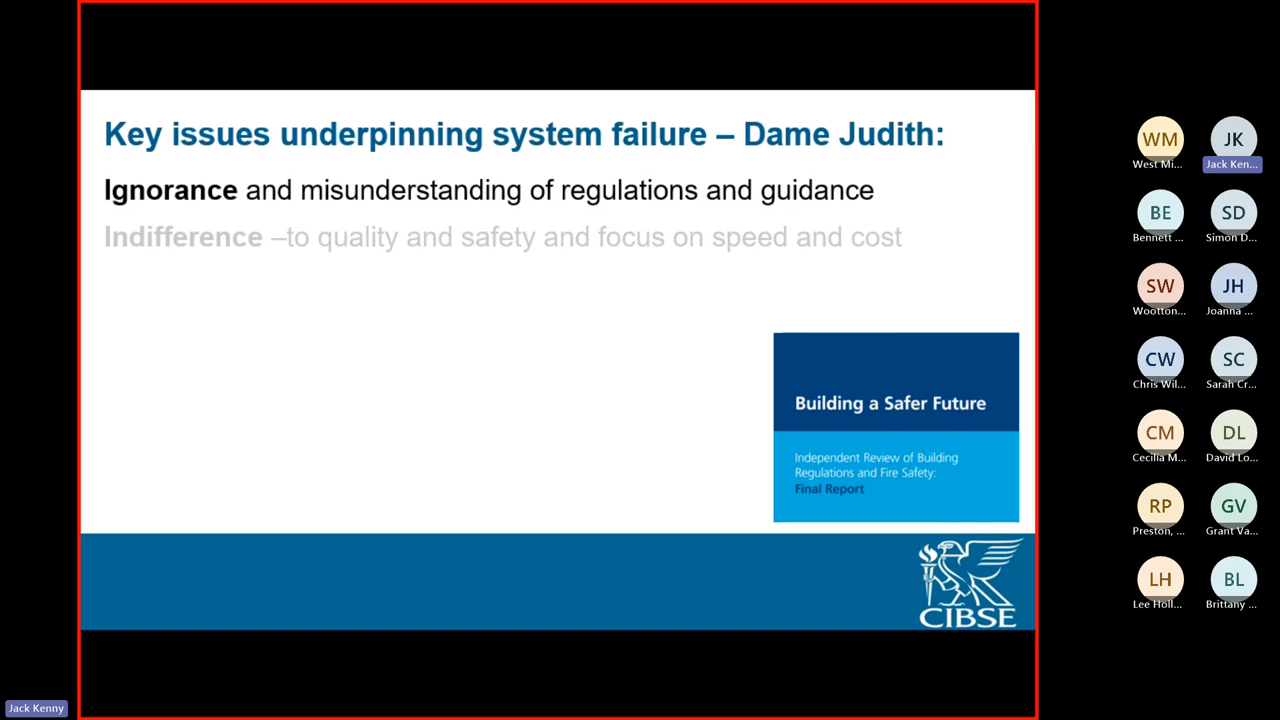 Key issues underpinning system failure – Dame Judith:
Ignorance and misunderstanding of regulations and guidance
Indifference –to quality and safety and focus on speed and cost
Building a Safer Future
Independent Review of Building
Regulations and Fire Safety:
Final Report
CIBSE
WM
West Mi...
JK
Jack Ken...
BE
Bennett ...
SD
Simon D...
SW
Wootton...
JH
Joanna ...
CW
Chris Wil...
SC
Sarah Cr...
CM
Cecilia M...
DL
David Lo...
RP
Preston, ...
GV
Grant Va...
LH
Lee Holl...
BL
Brittany ...
Jack Kenny